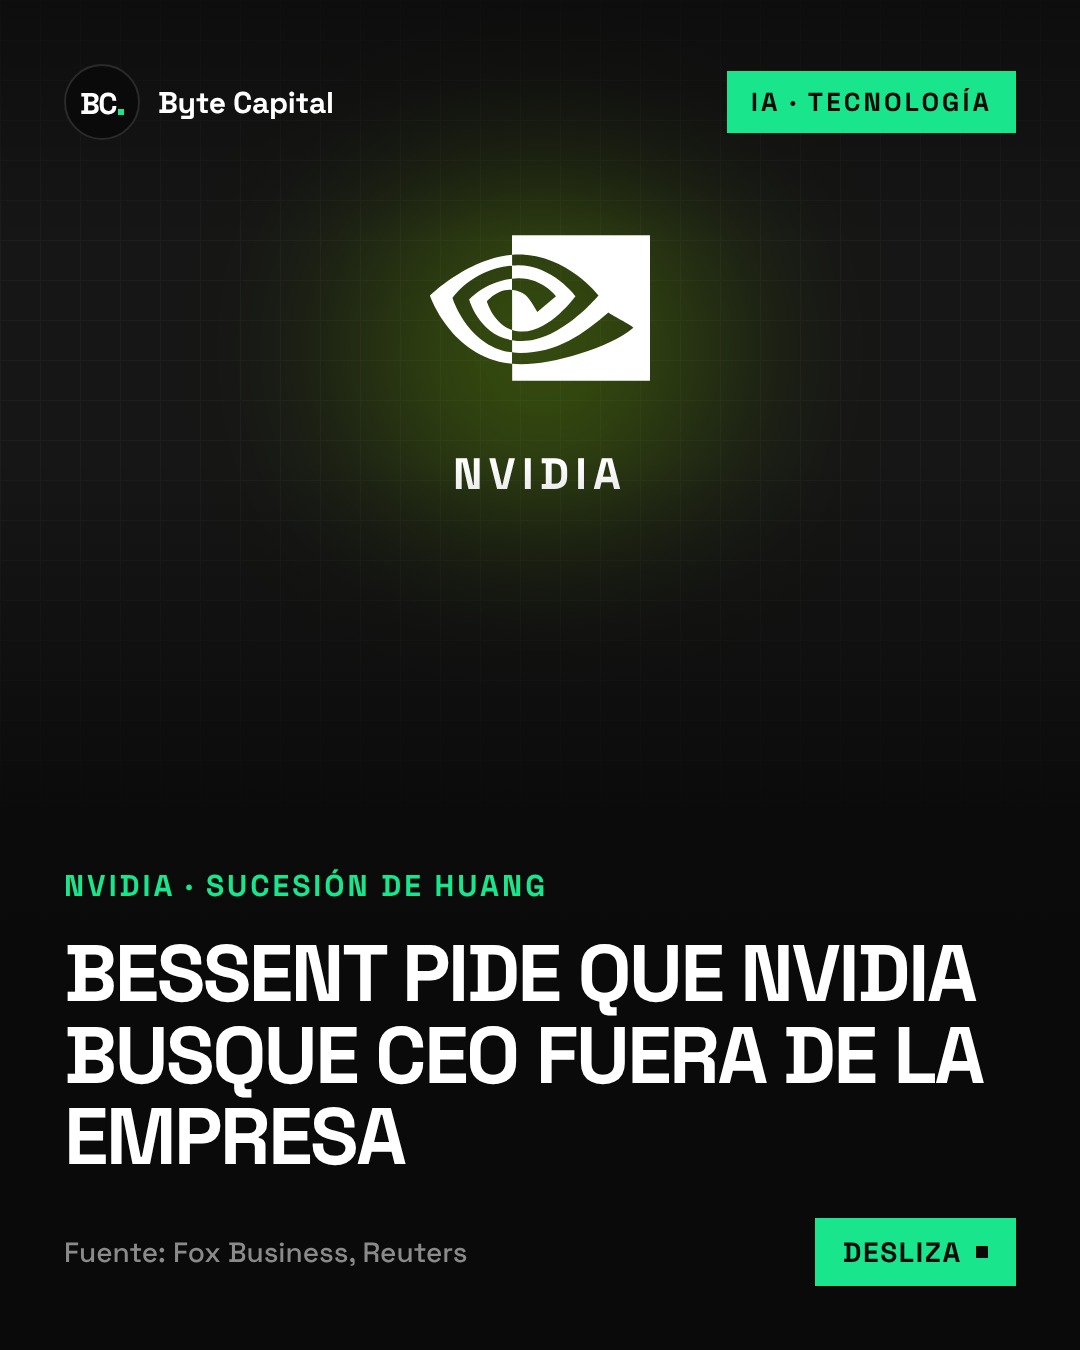 BC.
Byte Capital
IA · TECNOLOGÍA
NVIDIA
NVIDIA · SUCESIÓN DE HUANG
BESSENT PIDE QUE NVIDIA
BUSQUE CEO FUERA DE LA
EMPRESA
Fuente: Fox Business, Reuters
DESLIZA